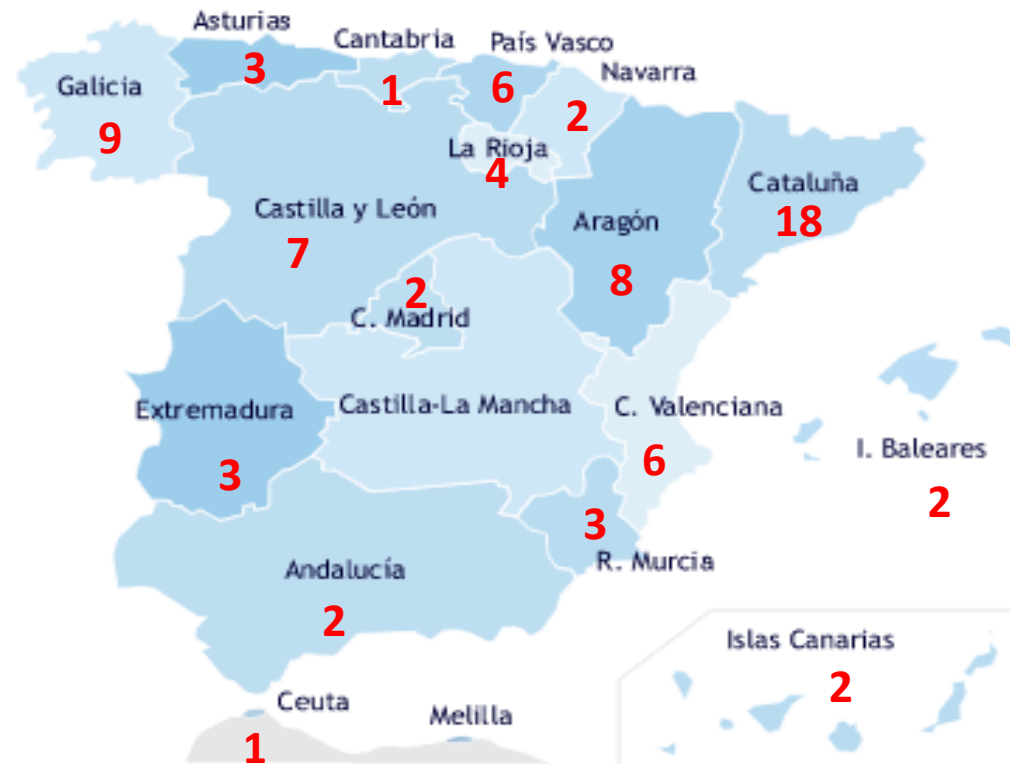 Asturias
3
Cantabria
1
País Vasco
6
Navarra
2
Galicia
9
La Rioja
4
Cataluña
18
Castilla y León
7
Aragón
8
2
C. Madrid
Extremadura
3
Castilla-La Mancha
C. Valenciana
6
I. Baleares
2
3
R. Murcia
Andalucía
2
Islas Canarias
2
Ceuta
1
Melilla